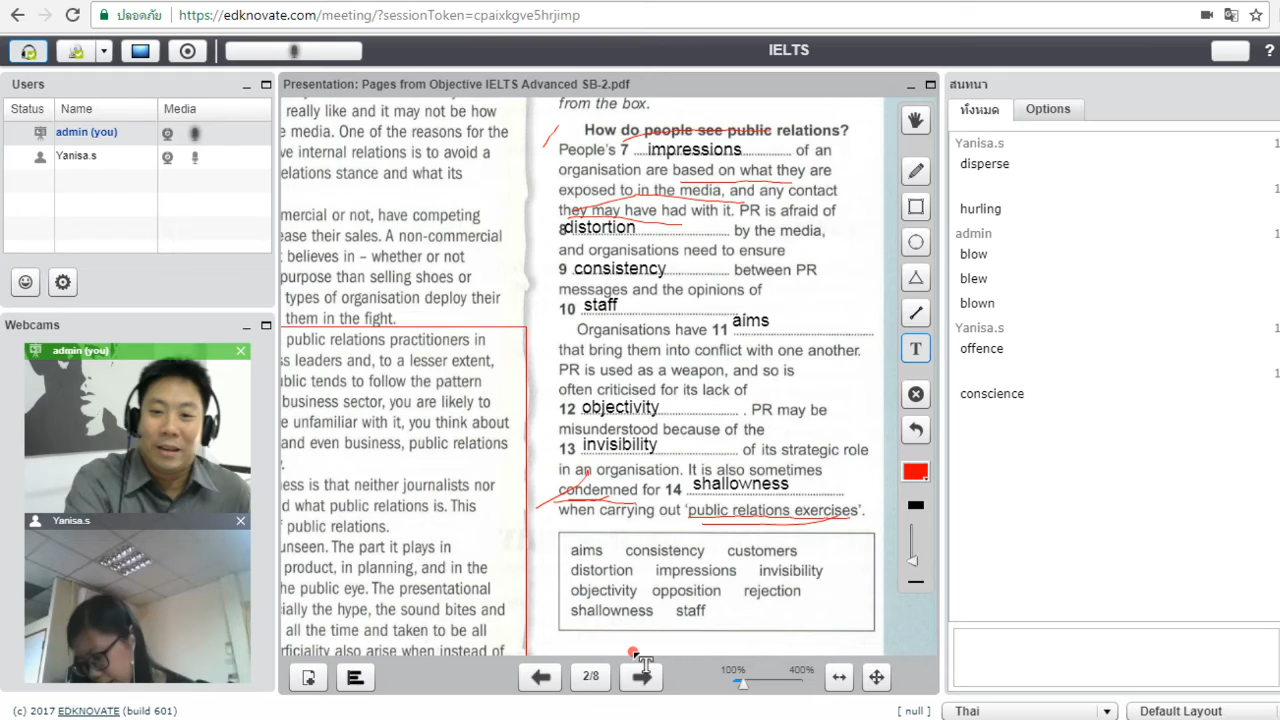 ปลอดภัย
https://edknovate.com/meeting/?sessionToken=cpaixkgve5hrjimp
IELTS
?
Users
Status Name Media
admin (you)
Yanisa.s
Webcams
admin (you)
Yanisa.s
Presentation: Pages from Objective IELTS Advanced SB-2.pdf
really like and it may not be how
e media. One of the reasons for the
ve internal relations is to avoid a
elations stance and what its
mercial or not, have competing
ease their sales. A non-commercial
t believes in – whether or not
purpose than selling shoes or
types of organisation deploy their
them in the fight.
public relations practitioners in
ss leaders and, to a lesser extent,
ublic tends to follow the pattern
business sector, you are likely to
e unfamiliar with it, you think about
and even business, public relations
ness is that neither journalists nor
d what public relations is. This
f public relations.
unseen. The part it plays in
product, in planning, and in the
he public eye. The presentational
ially the hype, the sound bites and
all the time and taken to be all
rficiality also arise when instead of
from the box.
How do people see public relations?
People's 7 impressions of an
organisation are based on what they are
exposed to in the media, and any contact
they may have had with it. PR is afraid of
8 distortion by the media,
and organisations need to ensure
9 consistency between PR
messages and the opinions of
10 staff
Organisations have 11 aims
that bring them into conflict with one another.
PR is used as a weapon, and so is
often criticised for its lack of
12 objectivity . PR may be
misunderstood because of the
13 invisibility of its strategic role
in an organisation. It is also sometimes
condemned for 14 shallowness
when carrying out 'public relations exercises'.
aims consistency customers
distortion impressions invisibility
objectivity opposition rejection
shallowness staff
2/8
100% 400%
T
สนทนา
ทั้งหมด Options
Yanisa.s 1
disperse
hurling
admin 1
blow
blew
blown
Yanisa.s 1
offence
1
conscience
(c) 2017 EDKNOVATE (build 601)
[ null ]
Thai
Default Layout